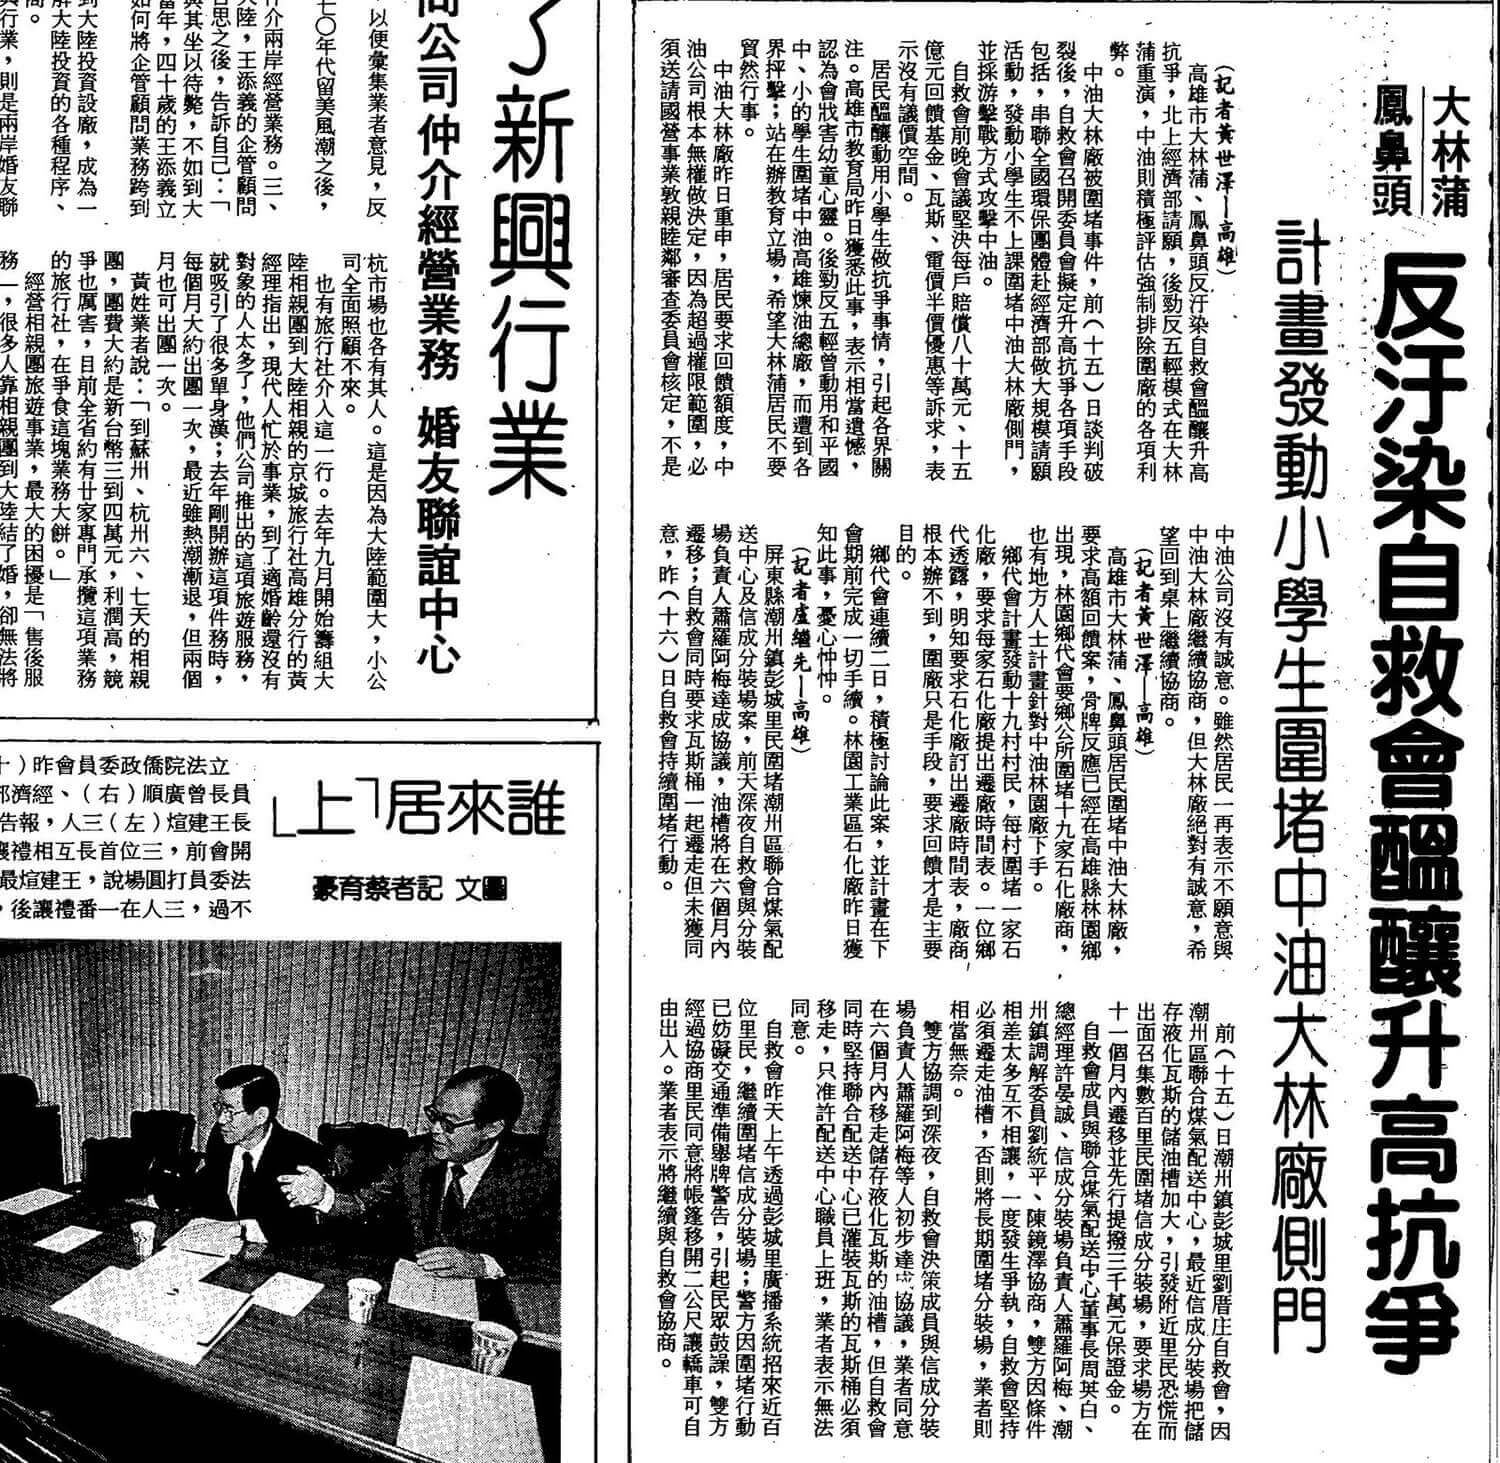 大林蒲
鳳鼻頭
反汙染自救會醞釀升高抗爭
計畫發動小學生圍堵中油大林廠側門
(記者黃世澤—高雄)
高雄市大林蒲、鳳鼻頭反汙染自救會醞釀升高
抗爭，北上經濟部請願，後勁反五輕模式在大林
蒲重演，中油則積極評估強制排除圍廠的各項利
弊。
中油大林廠被圍堵事件，前(十五)日談判破
裂後，自救會召開委員會擬定升高抗爭各項手段
包括，串聯全國環保團體赴經濟部做大規模請願
活動，發動小學生不上課圍堵中油大林廠側門，
並採游擊戰方式攻擊中油。
自救會前晚會議堅決每戶賠償八十萬元、十五
億元回饋基金、瓦斯、電價半價優惠等訴求，表
示沒有議價空間。
居民醞釀動用小學生做抗爭事情，引起各界關
注。高雄市教育局昨日獲悉此事，表示相當遺憾，
認為會戕害幼童心靈。後勁反五輕曾動用和平國
中、小的學生圍堵中油高雄煉油總廠，而遭到各
界抨擊；站在辦教育立場，希望大林蒲居民不要
貿然行事。
中油大林廠昨日重申，居民要求回饋額度，中
油公司根本無權做決定，因為超過權限範圍，必
須送請國營事業敦親睦鄰審查委員會核定，不是
中油公司沒有誠意。雖然居民一再表示不願意與
中油大林廠繼續協商，但大林廠絕對有誠意，希
望回到桌上繼續協商。
(記者黃世澤—高雄)
高雄市大林蒲、鳳鼻頭居民圍堵中油大林廠，
要求高額回饋案，骨牌反應已經在高雄縣林園鄉
出現，林園鄉代會要鄉公所圍堵十九家石化廠商，
也有地方人士計畫針對中油林園廠下手。
鄉代會計畫發動十九村村民，每村圍堵一家石
化廠，要求每家石化廠提出遷廠時間表。一位鄉
代透露，明知要求石化廠訂出遷廠時間表，廠商
根本辦不到，圍廠只是手段，要求回饋才是主要
目的。
鄉代會連續二日，積極討論此案，並計畫在下
會期前完成一切手續。林園工業區石化廠昨日獲
知此事，憂心忡忡。
(記者盧繼先—高雄)
屏東縣潮州鎮彭城里民圍堵潮州區聯合煤氣配
送中心及信成分裝場案，前天深夜自救會與分裝
場負責人蕭羅阿梅達成協議，油槽將在六個月內
遷移；自救會同時要求瓦斯桶一起遷走但未獲同
意，昨(十六)日自救會持續圍堵行動。
前(十五)日潮州鎮彭城里劉厝庄自救會，因
潮州區聯合煤氣配送中心，最近信成分裝場把儲
存液化瓦斯的儲油槽加大，引發附近里民恐慌而
出面召集數百里民圍堵信成分裝場，要求場方在
十一個月內遷移並先行提撥三千萬元保證金。
自救會成員與聯合煤氣配送中心董事長周英白、
總經理許晏誠、信成分裝場負責人蕭羅阿梅、潮
州鎮調解委員劉統平、陳鏡澤協商，雙方因條件
相差太多互不相讓，一度發生爭執，自救會堅持
必須遷走油槽，否則將長期圍堵分裝場，業者則
相當無奈。
雙方協調到深夜，自救會決策成員與信成分裝
場負責人蕭羅阿梅等人初步達成協議，業者同意
在六個月內移走儲存液化瓦斯的油槽，但自救會
同時堅持聯合配送中心已灌裝瓦斯的瓦斯桶必須
移走，只准許配送中心職員上班，業者表示無法
同意。
自救會昨天上午透過彭城里廣播系統招來近百
位里民，繼續圍堵信成分裝場；警方因圍堵行動
已妨礙交通準備舉牌警告，引起民眾鼓譟，雙方
經過協商里民同意將帳篷移開二公尺讓轎車可自
由出入。業者表示將繼續與自救會協商。
了新興行業
公司仲介經營業務 婚友聯誼中心
，以便彙集業者意見，反
七○年代留美風潮之後，
仲介兩岸經營業務。三、
大陸，王添義的企管顧問
苦思之後，告訴自己：「
與其坐以待斃，不如到大
當年，四十歲的王添義立
如何將企管顧問業務跨到
到大陸投資設廠，成為一
解大陸投資的各種程序、
商。
興行業，則是兩岸婚友聯
杭市場也各有其人。這是因為大陸範圍大，小公
司全面照顧不來。
也有旅行社介入這一行。去年九月開始籌組大
陸相親團到大陸相親的京城旅行社高雄分行的黃
經理指出，現代人忙於事業，到了適婚齡還沒有
對象的人太多了，他們公司推出的這項旅遊服務，
就吸引了很多單身漢；去年剛開辦這項件務時，
每個月大約出團一次，最近雖熱潮漸退，但兩個
月也可出團一次。
黃姓業者說：「到蘇州、杭州六、七天的相親
團，團費大約是新台幣三到四萬元，利潤高，競
爭也厲害，目前全省約有廿家專門承攬這項業務
的旅行社，在爭食這塊業務大餅。」
經營相親團旅遊事業，最大的困擾是「售後服
務」，很多人靠相親團到大陸結了婚，卻無法將
誰來居「上」
圖文 記者蔡育豪
立法院僑政委員會昨(十
員長曾廣順(右)、經濟部
長王建煊(左)三人，報告
開會前，三位首長互相禮讓
法委員打圓場說，王建煊最
不過，三人在一番禮讓後，